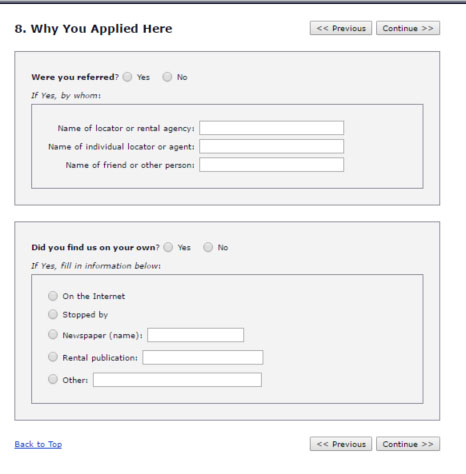 8. Why You Applied Here
<< Previous
Continue >>
Were you referred? Yes No
If Yes, by whom:
Name of locator or rental agency:
Name of individual locator or agent:
Name of friend or other person:
Did you find us on your own? Yes No
If Yes, fill in information below:
On the Internet
Stopped by
Newspaper (name):
Rental publication:
Other:
Back to Top
<< Previous
Continue >>